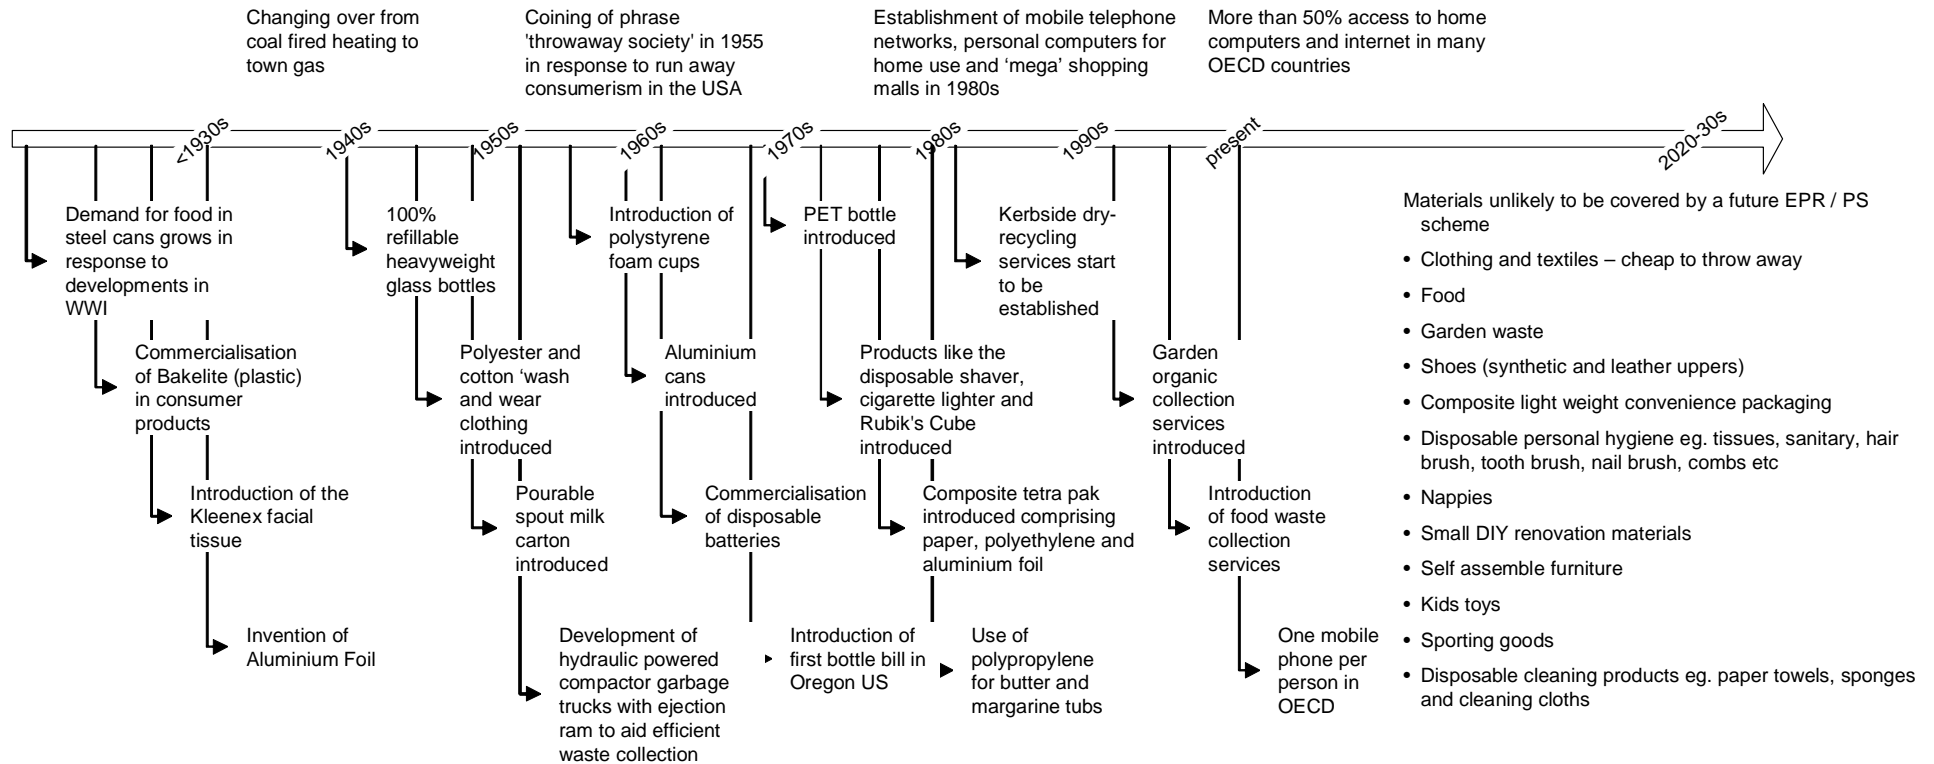 Changing over from
coal fired heating to
town gas
Coining of phrase
'throwaway society' in 1955
in response to run away
consumerism in the USA
Establishment of mobile telephone
networks, personal computers for
home use and ‘mega’ shopping
malls in 1980s
More than 50% access to home
computers and internet in many
OECD countries
<1930s
1940s
1950s
1960s
1970s
1980s
1990s
present
2020-30s
Demand for food in
steel cans grows in
response to
developments in
WWI
Commercialisation
of Bakelite (plastic)
in consumer
products
Introduction of the
Kleenex facial
tissue
Invention of
Aluminium Foil
100%
refillable
heavyweight
glass bottles
Polyester and
cotton ‘wash
and wear
clothing
introduced
Pourable
spout milk
carton
introduced
Development of
hydraulic powered
compactor garbage
trucks with ejection
ram to aid efficient
waste collection
Introduction of
polystyrene
foam cups
Aluminium
cans
introduced
Commercialisation
of disposable
batteries
Introduction of
first bottle bill in
Oregon US
PET bottle
introduced
Products like the
disposable shaver,
cigarette lighter and
Rubik's Cube
introduced
Composite tetra pak
introduced comprising
paper, polyethylene and
aluminium foil
Use of
polypropylene
for butter and
margarine tubs
Kerbside dry-
recycling
services start
to be
established
Garden
organic
collection
services
introduced
Introduction
of food waste
collection
services
One mobile
phone per
person in
OECD
Materials unlikely to be covered by a future EPR / PS
scheme
• Clothing and textiles – cheap to throw away
• Food
• Garden waste
• Shoes (synthetic and leather uppers)
• Composite light weight convenience packaging
• Disposable personal hygiene eg. tissues, sanitary, hair
brush, tooth brush, nail brush, combs etc
• Nappies
• Small DIY renovation materials
• Self assemble furniture
• Kids toys
• Sporting goods
• Disposable cleaning products eg. paper towels, sponges
and cleaning cloths